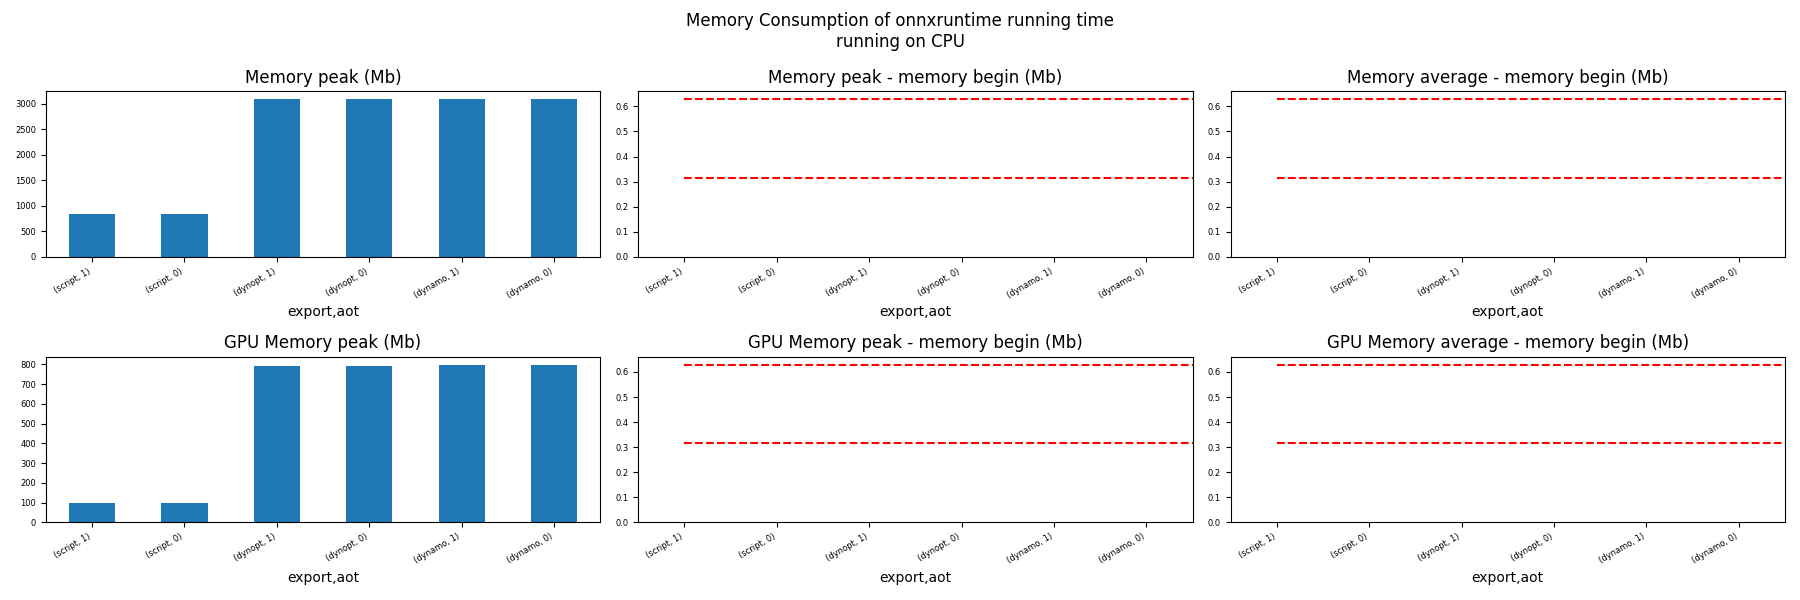 Memory Consumption of onnxruntime running time
running on CPU
Memory peak (Mb)
3000
2500
2000
1500
1000
500
0
(script, 1)
(script, 0)
(dynopt, 1)
(dynopt, 0)
(dynamo, 1)
(dynamo, 0)
export,aot
Memory peak - memory begin (Mb)
0.6
0.5
0.4
0.3
0.2
0.1
0.0
(script, 1)
(script, 0)
(dynopt, 1)
(dynopt, 0)
(dynamo, 1)
(dynamo, 0)
export,aot
Memory average - memory begin (Mb)
0.6
0.5
0.4
0.3
0.2
0.1
0.0
(script, 1)
(script, 0)
(dynopt, 1)
(dynopt, 0)
(dynamo, 1)
(dynamo, 0)
export,aot
GPU Memory peak (Mb)
800
700
600
500
400
300
200
100
0
(script, 1)
(script, 0)
(dynopt, 1)
(dynopt, 0)
(dynamo, 1)
(dynamo, 0)
export,aot
GPU Memory peak - memory begin (Mb)
0.6
0.5
0.4
0.3
0.2
0.1
0.0
(script, 1)
(script, 0)
(dynopt, 1)
(dynopt, 0)
(dynamo, 1)
(dynamo, 0)
export,aot
GPU Memory average - memory begin (Mb)
0.6
0.5
0.4
0.3
0.2
0.1
0.0
(script, 1)
(script, 0)
(dynopt, 1)
(dynopt, 0)
(dynamo, 1)
(dynamo, 0)
export,aot